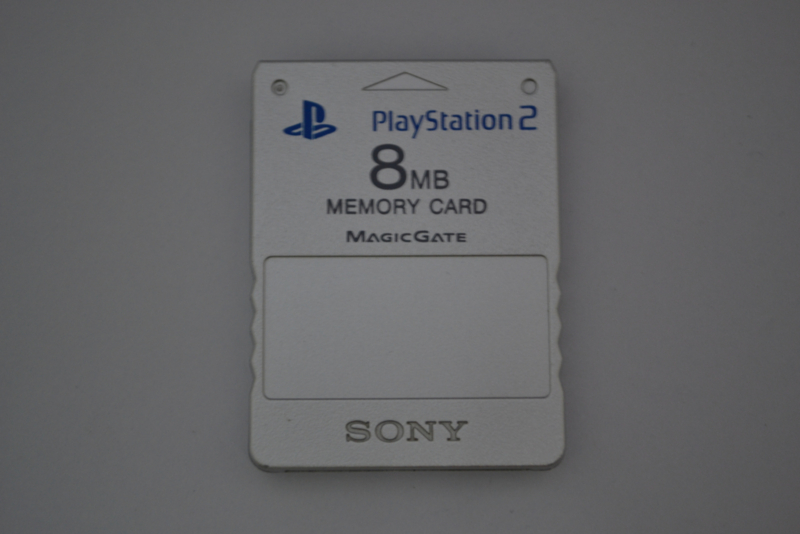 PlayStation 2
8MB
MEMORY CARD
MAGICGATE
SONY